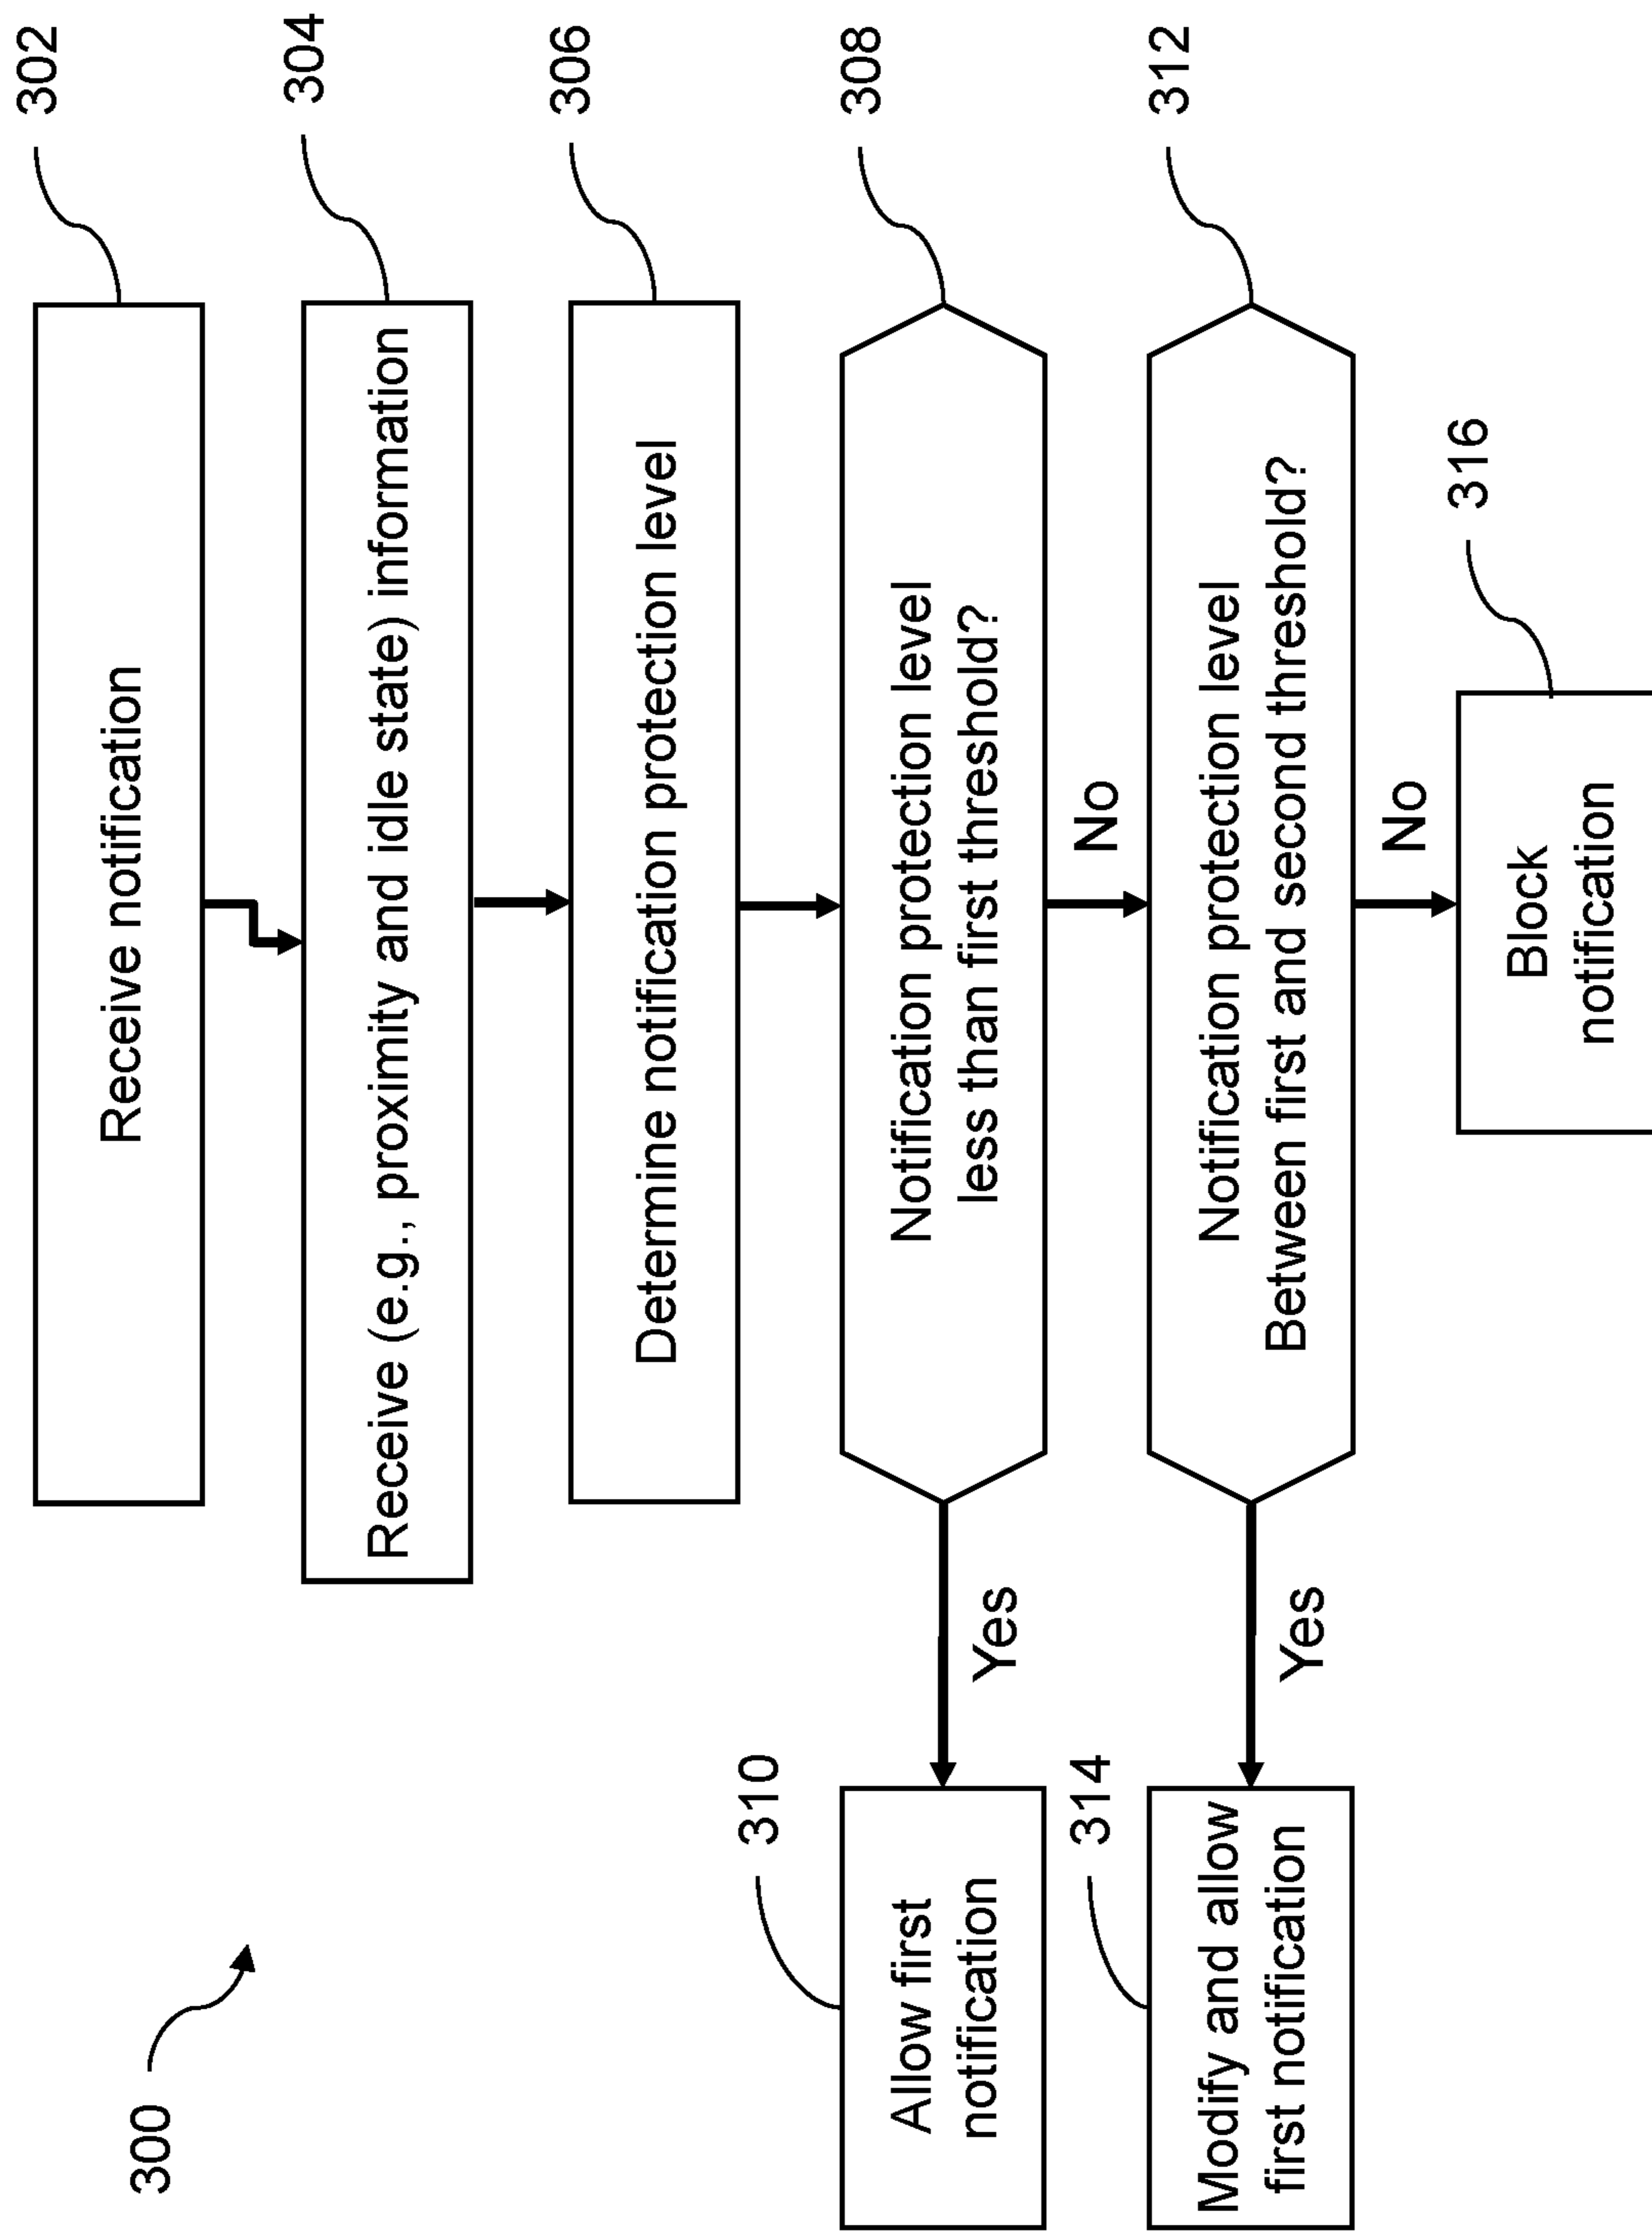 300
302
Receive notification
304
Receive (e.g., proximity and idle state) information
306
Determine notification protection level
308
Notification protection level
less than first threshold?
Yes
No
310
Allow first
notification
312
Notification protection level
Between first and second threshold?
Yes
No
314
Modify and allow
first notification
316
Block
notification